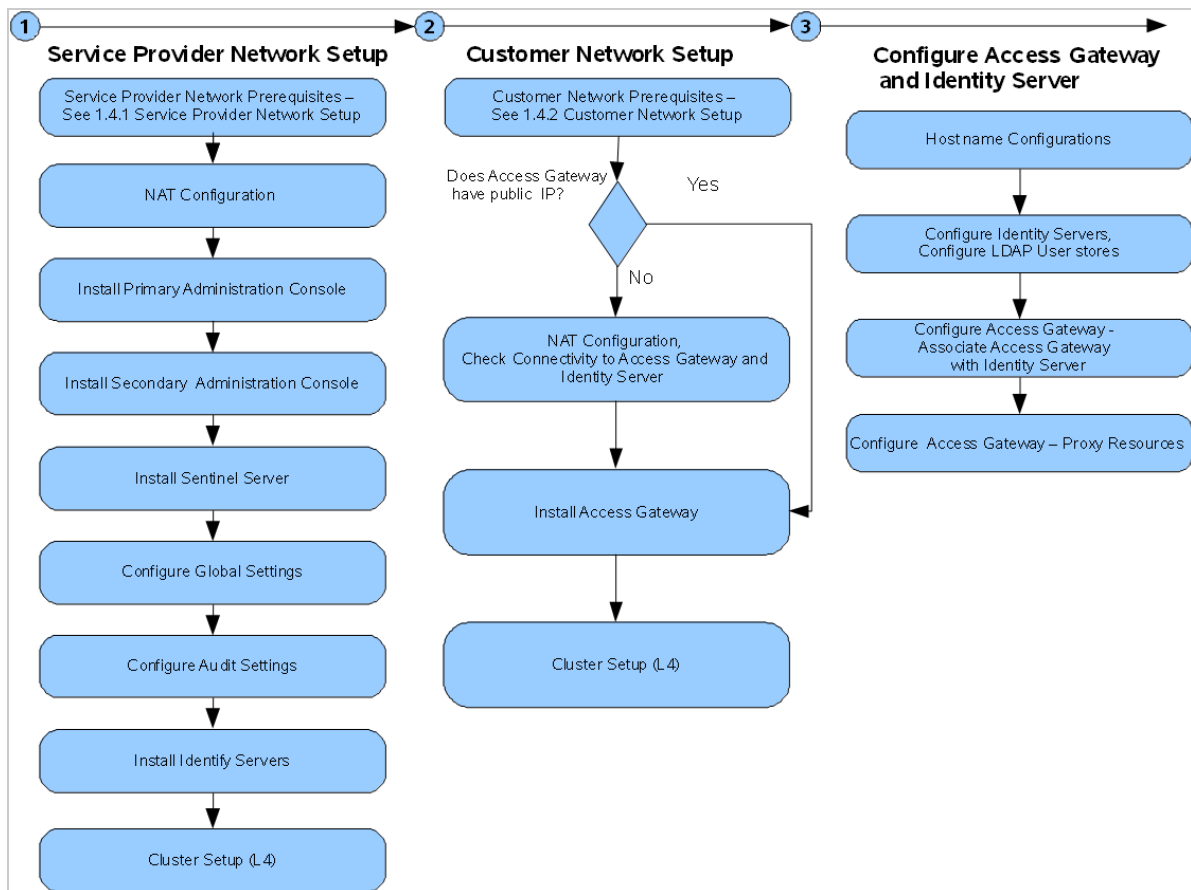 1
Service Provider Network Setup
Service Provider Network Prerequisites –
See 1.4.1 Service Provider Network Setup
NAT Configuration
Install Primary Administration Console
Install Secondary Administration Console
Install Sentinel Server
Configure Global Settings
Configure Audit Settings
Install Identify Servers
Cluster Setup (L4)
2
Customer Network Setup
Customer Network Prerequisites –
See 1.4.2 Customer Network Setup
Does Access Gateway
have public IP?
Yes
No
NAT Configuration,
Check Connectivity to Access Gateway and
Identity Server
Install Access Gateway
Cluster Setup (L4)
3
Configure Access Gateway
and Identity Server
Hostname Configurations
Configure Identity Servers,
Configure LDAP User stores
Configure Access Gateway -
Associate Access Gateway
with Identity Server
Configure Access Gateway – Proxy Resources